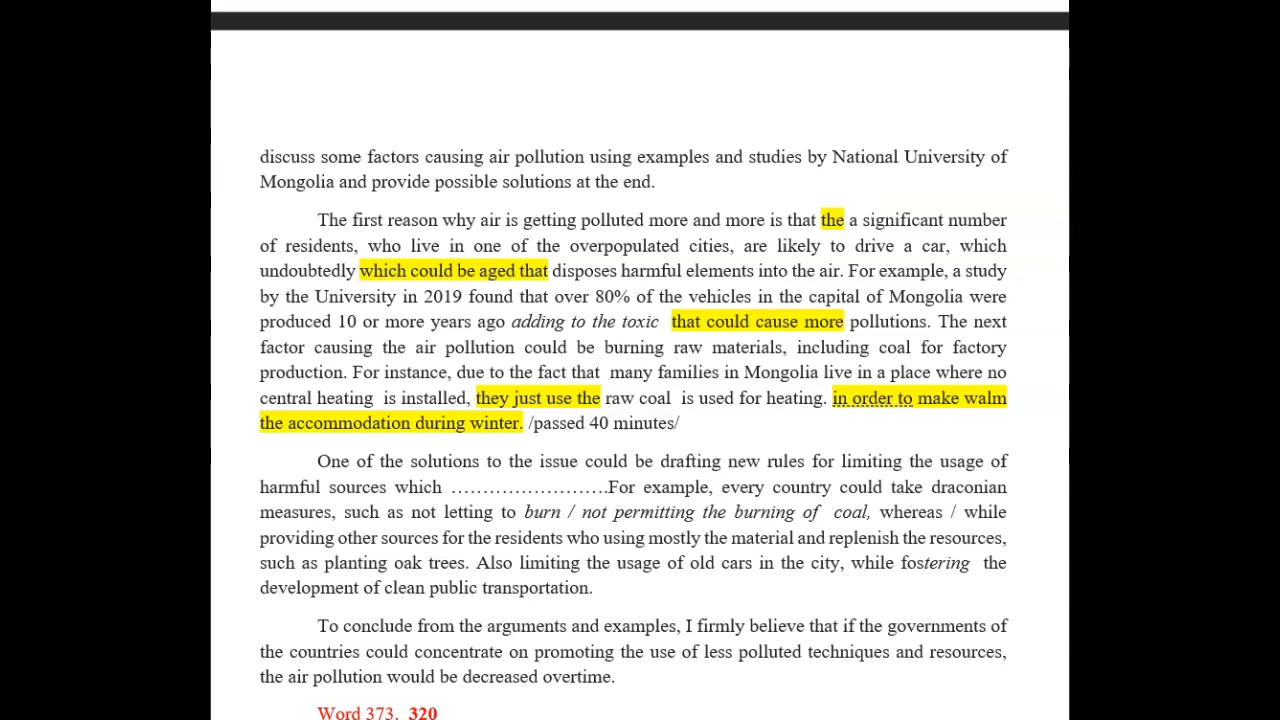 discuss some factors causing air pollution using examples and studies by National University of
Mongolia and provide possible solutions at the end.
The first reason why air is getting polluted more and more is that the a significant number
of residents, who live in one of the overpopulated cities, are likely to drive a car, which
undoubtedly which could be aged that disposes harmful elements into the air. For example, a study
by the University in 2019 found that over 80% of the vehicles in the capital of Mongolia were
produced 10 or more years ago adding to the toxic that could cause more pollutions. The next
factor causing the air pollution could be burning raw materials, including coal for factory
production. For instance, due to the fact that many families in Mongolia live in a place where no
central heating is installed, they just use the raw coal is used for heating. in order to make walm
the accommodation during winter. /passed 40 minutes/
One of the solutions to the issue could be drafting new rules for limiting the usage of
harmful sources which …………………….For example, every country could take draconian
measures, such as not letting to burn / not permitting the burning of coal, whereas / while
providing other sources for the residents who using mostly the material and replenish the resources,
such as planting oak trees. Also limiting the usage of old cars in the city, while fostering the
development of clean public transportation.
To conclude from the arguments and examples, I firmly believe that if the governments of
the countries could concentrate on promoting the use of less polluted techniques and resources,
the air pollution would be decreased overtime.
Word 373. 320